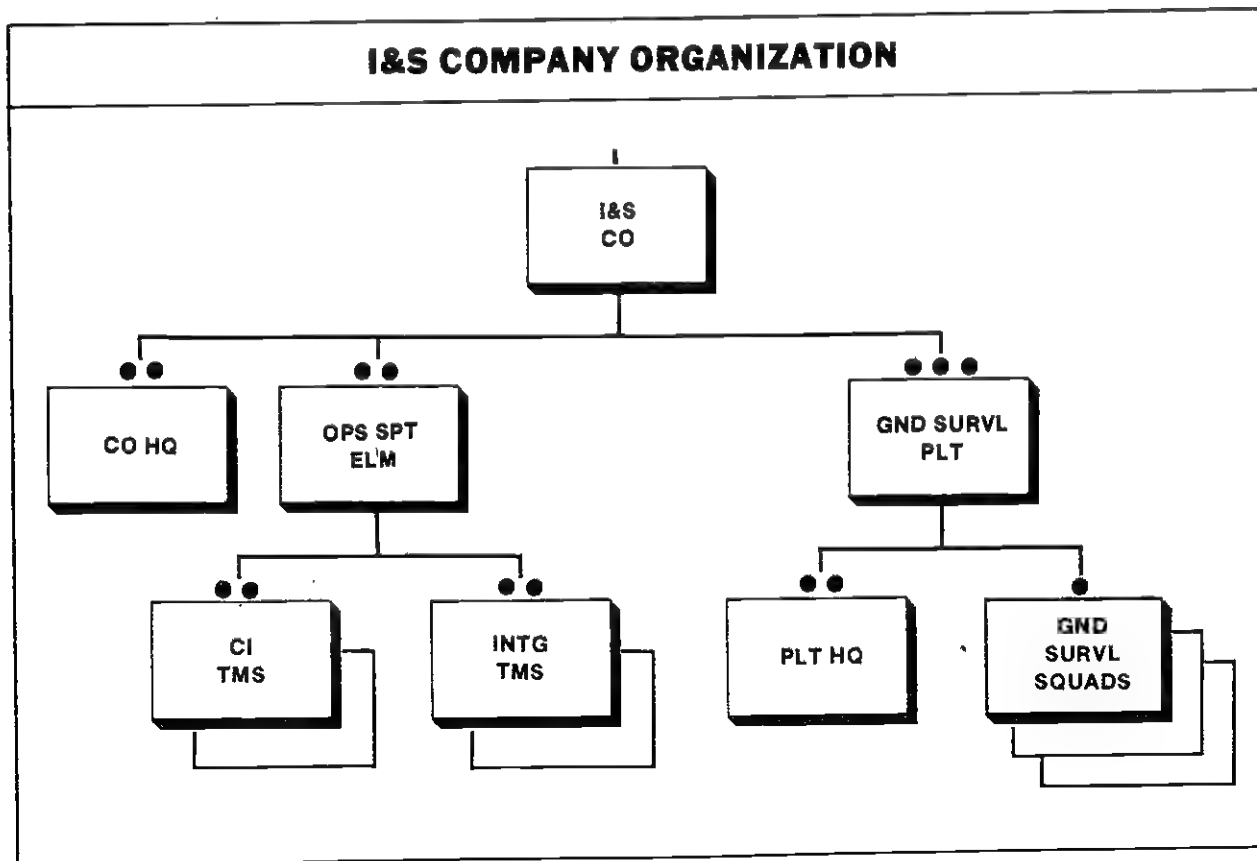 I&S COMPANY ORGANIZATION
I
I&S
CO
CO HQ
OPS SPT
ELM
GND SURVL
PLT
CI
TMS
INTG
TMS
PLT HQ
GND
SURVL
SQUADS